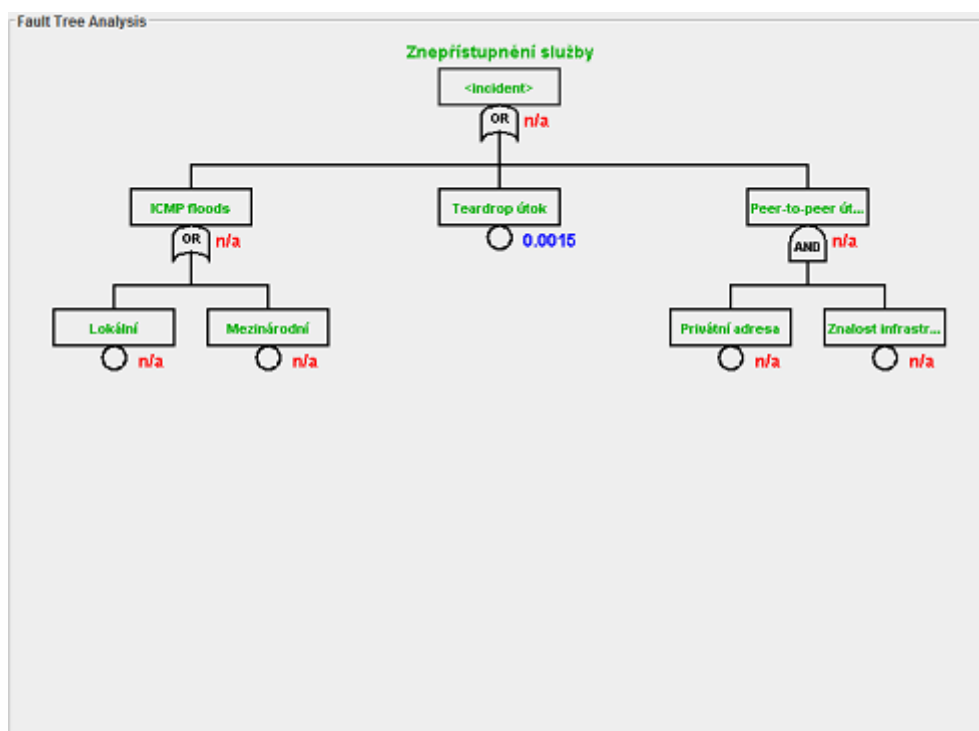 Fault Tree Analysis
Znepřístupnění služby
<incident>
OR n/a
ICMP floods
Teardrop útok
Peer-to-peer út...
OR n/a
0.0015
AND n/a
Lokální
Mezinárodní
Privátní adresa
Znalost infrastr...
n/a
n/a
n/a
n/a